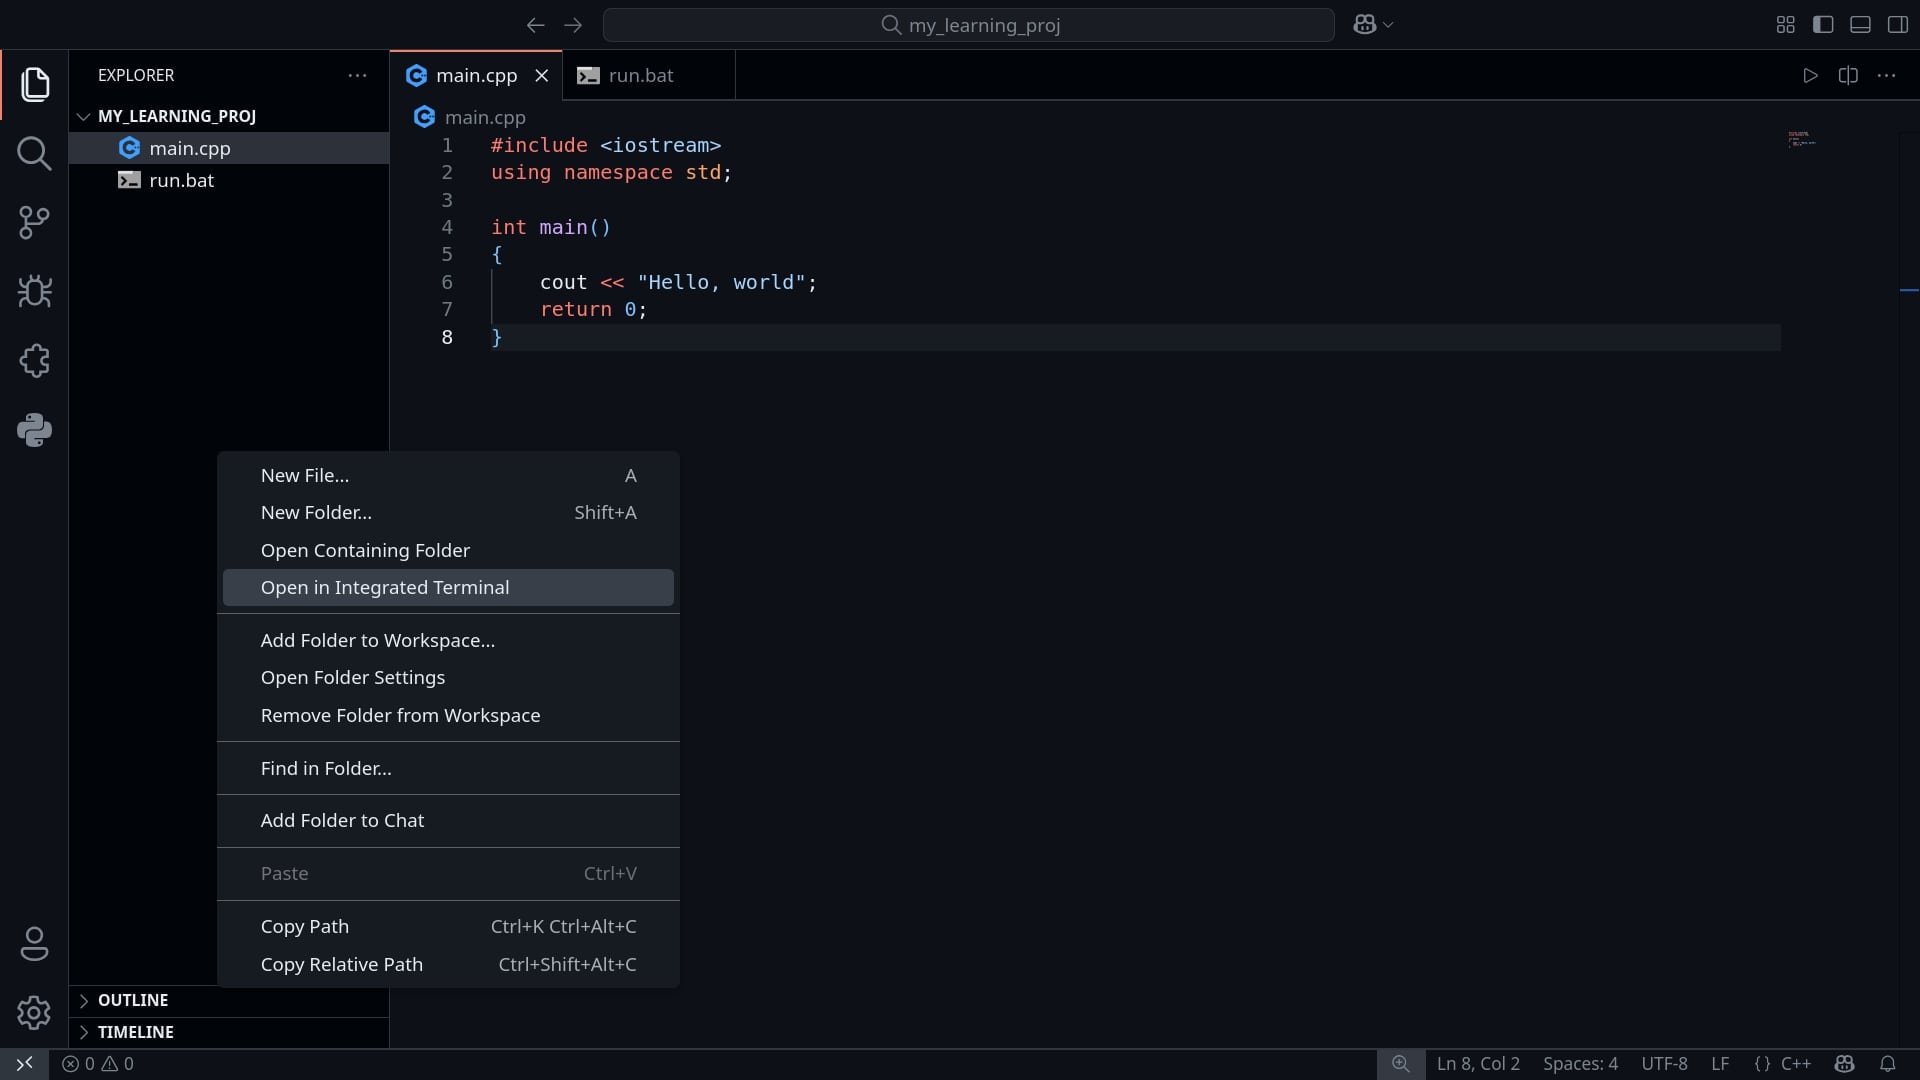 my_learning_proj
EXPLORER
MY_LEARNING_PROJ
main.cpp
run.bat
main.cpp
run.bat
main.cpp
1 #include <iostream>
2 using namespace std;
3
4 int main()
5 {
6 cout << "Hello, world";
7 return 0;
8 }
New File... A
New Folder... Shift+A
Open Containing Folder
Open in Integrated Terminal
Add Folder to Workspace...
Open Folder Settings
Remove Folder from Workspace
Find in Folder...
Add Folder to Chat
Paste Ctrl+V
Copy Path Ctrl+K Ctrl+Alt+C
Copy Relative Path Ctrl+Shift+Alt+C
OUTLINE
TIMELINE
0 0 Ln 8, Col 2 Spaces: 4 UTF-8 LF {} C++